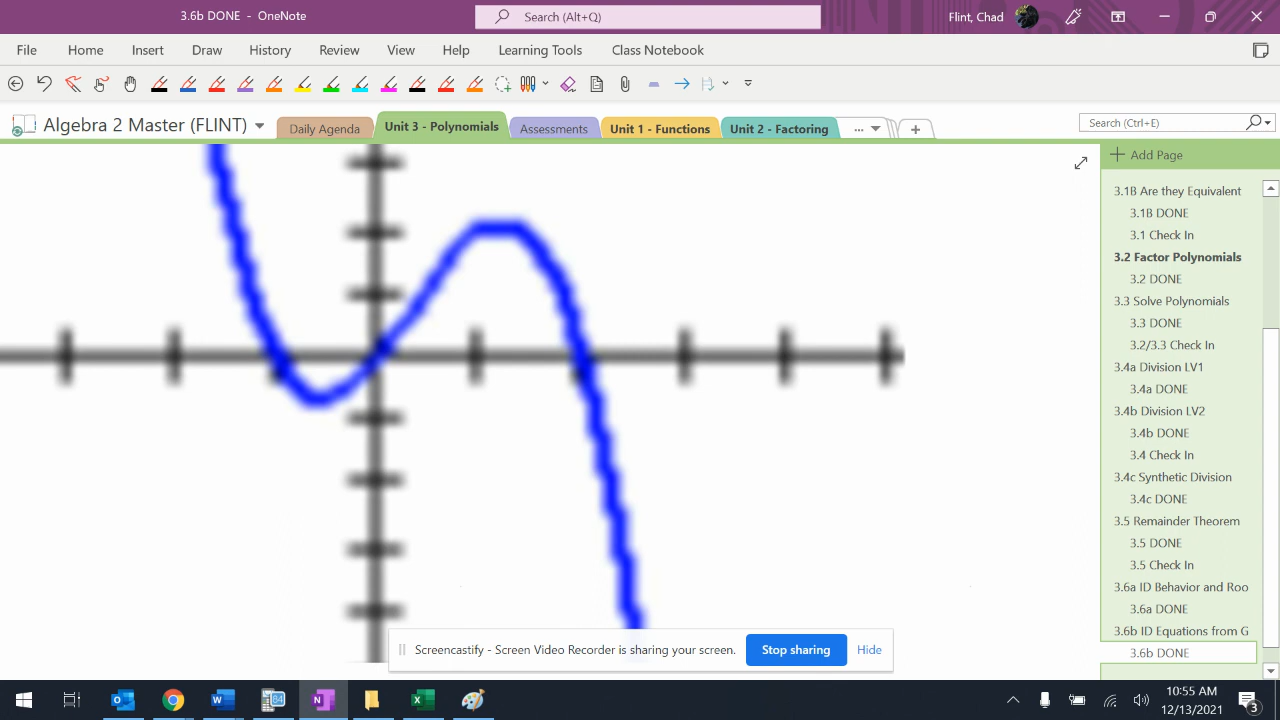 3.6b DONE - OneNote
Search (Alt+Q)
Flint, Chad
File Home Insert Draw History Review View Help Learning Tools Class Notebook
Algebra 2 Master (FLINT)
Daily Agenda
Unit 3 - Polynomials
Assessments
Unit 1 - Functions
Unit 2 - Factoring
...
Search (Ctrl+E)
Add Page
3.1B Are they Equivalent
3.1B DONE
3.1 Check In
3.2 Factor Polynomials
3.2 DONE
3.3 Solve Polynomials
3.3 DONE
3.2/3.3 Check In
3.4a Division LV1
3.4a DONE
3.4b Division LV2
3.4b DONE
3.4 Check In
3.4c Synthetic Division
3.4c DONE
3.5 Remainder Theorem
3.5 DONE
3.5 Check In
3.6a ID Behavior and Roo
3.6a DONE
3.6b ID Equations from G
3.6b DONE
Screencastify - Screen Video Recorder is sharing your screen.
Stop sharing
Hide
84
10:55 AM
12/13/2021
3